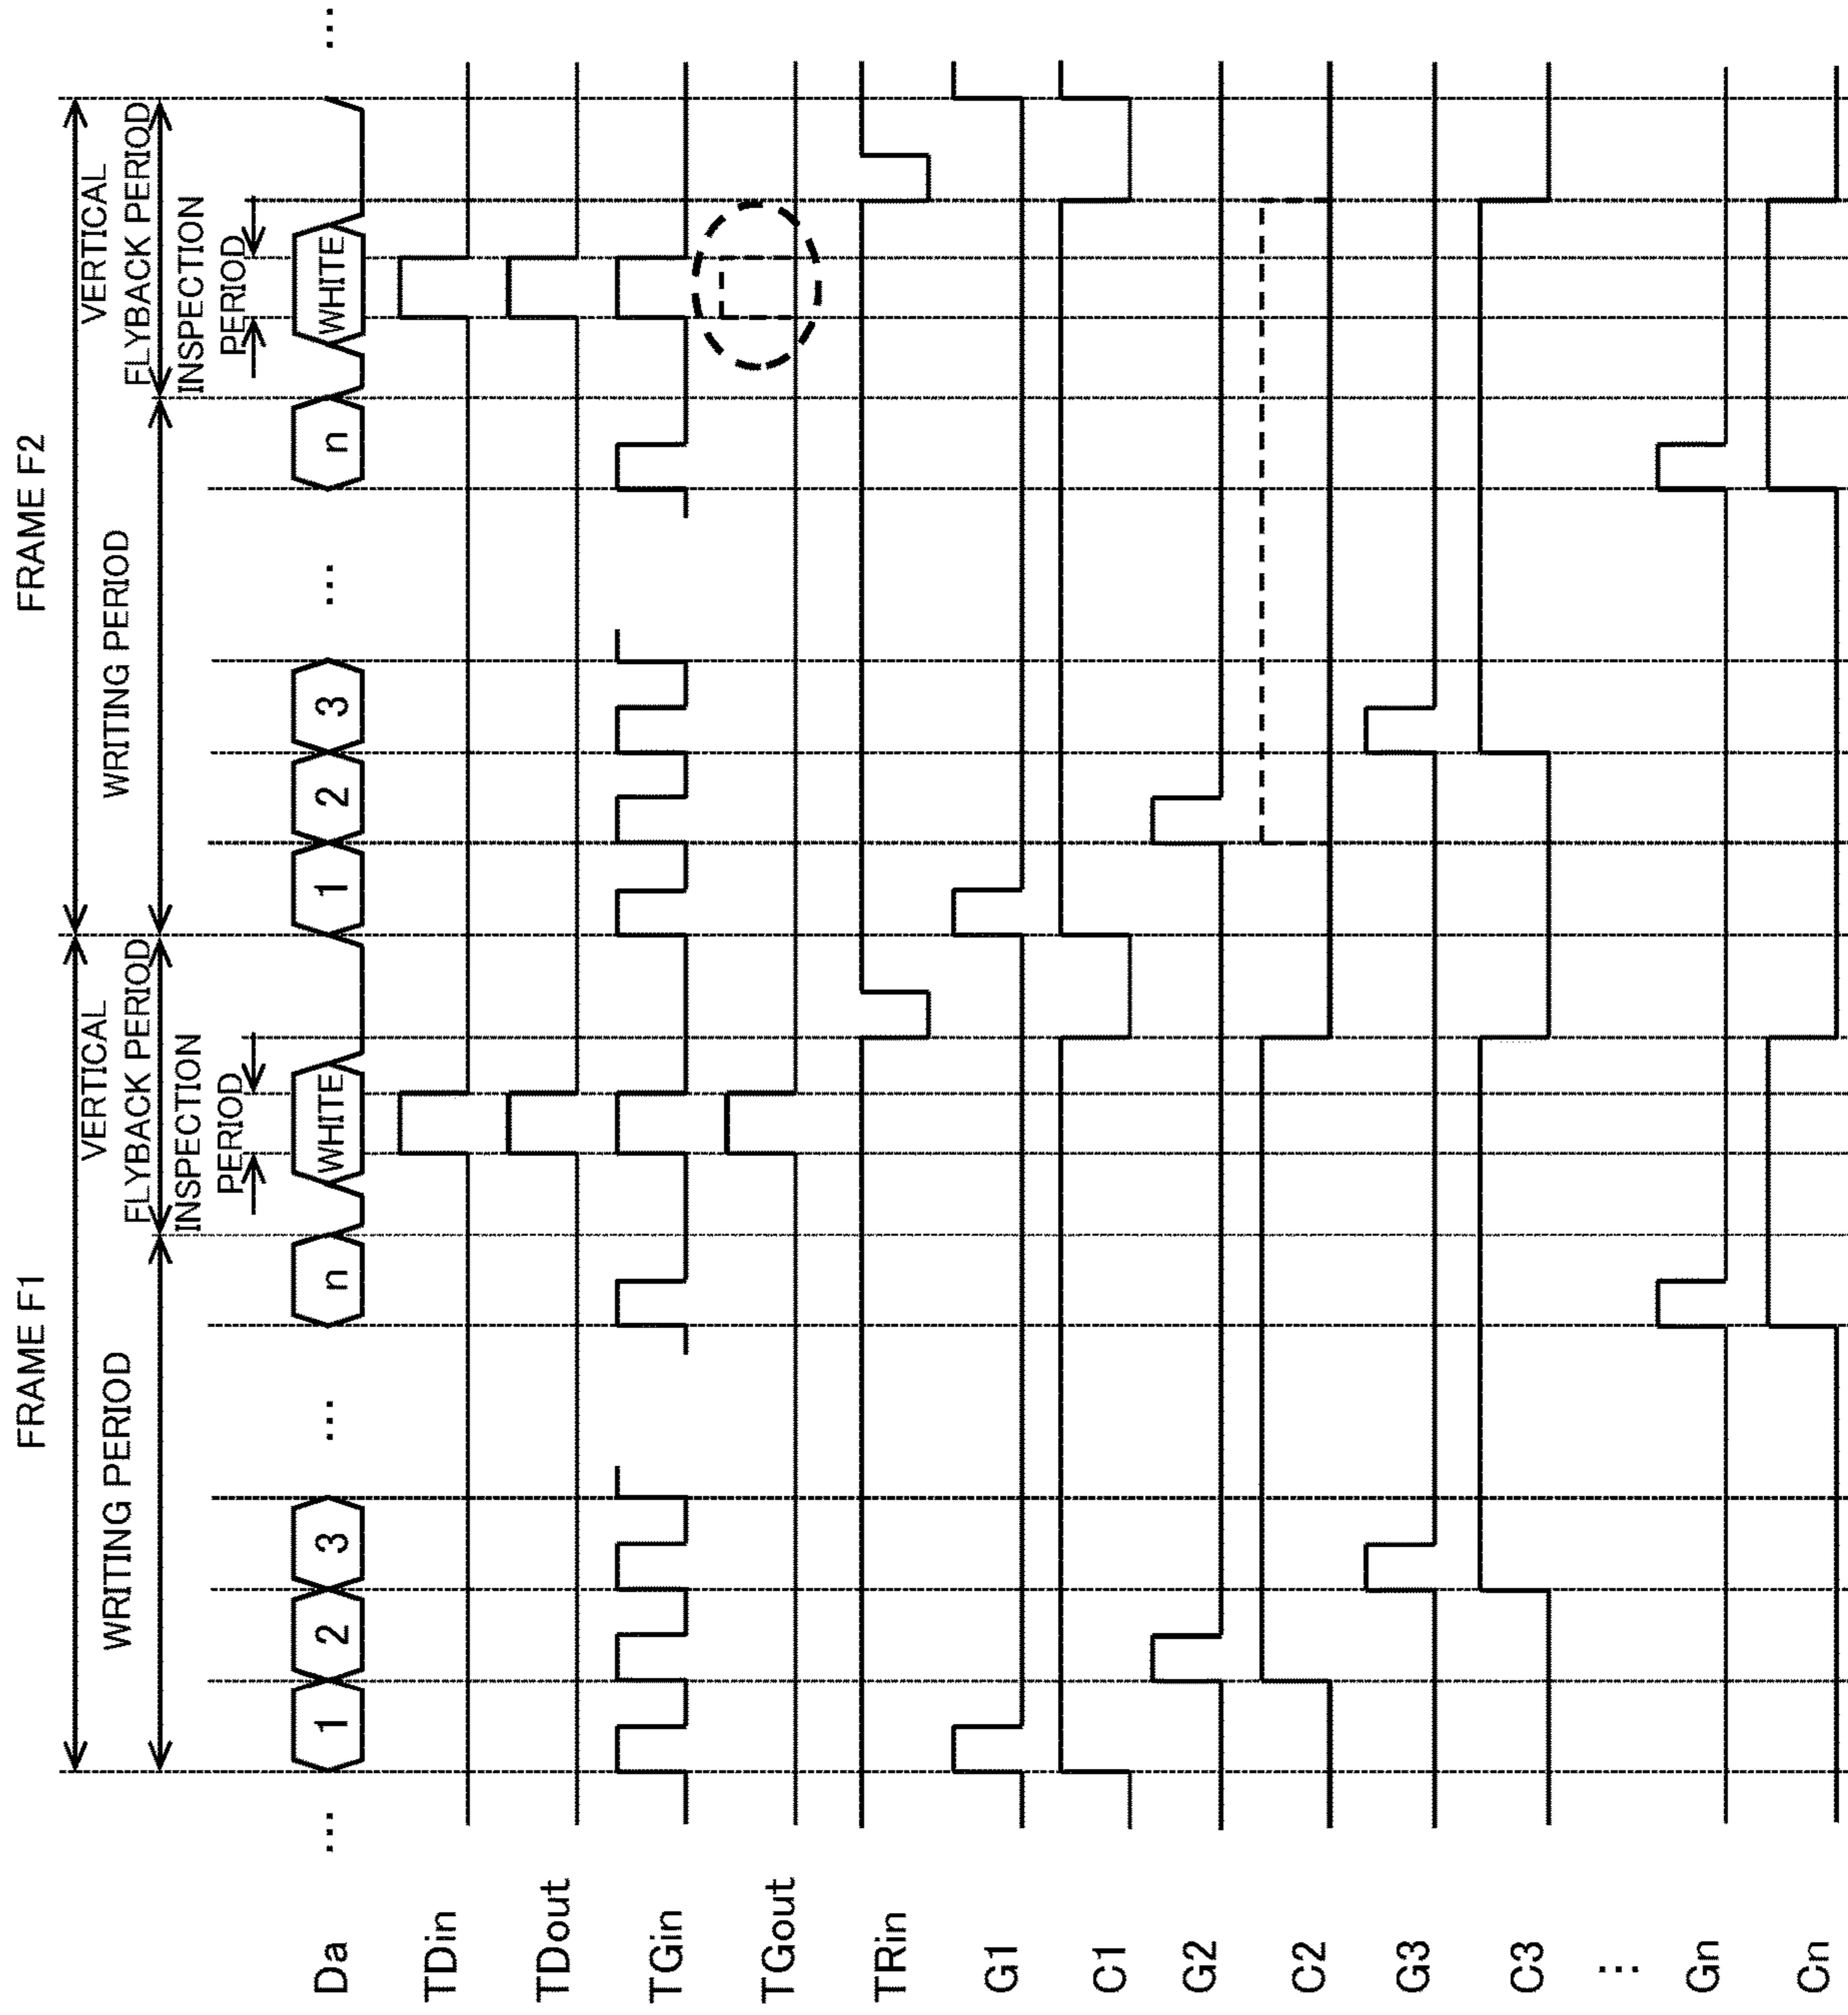 FRAME F1
FRAME F2
WRITING PERIOD
VERTICAL
FLYBACK PERIOD
WRITING PERIOD
VERTICAL
FLYBACK PERIOD
INSPECTION
PERIOD
INSPECTION
PERIOD
Da ... 1 2 3 ... n WHITE 1 2 3 ... n WHITE ...
TDin
TDout
TGin
TGout
TRin
G1
C1
G2
C2
G3
C3
...
Gn
Cn